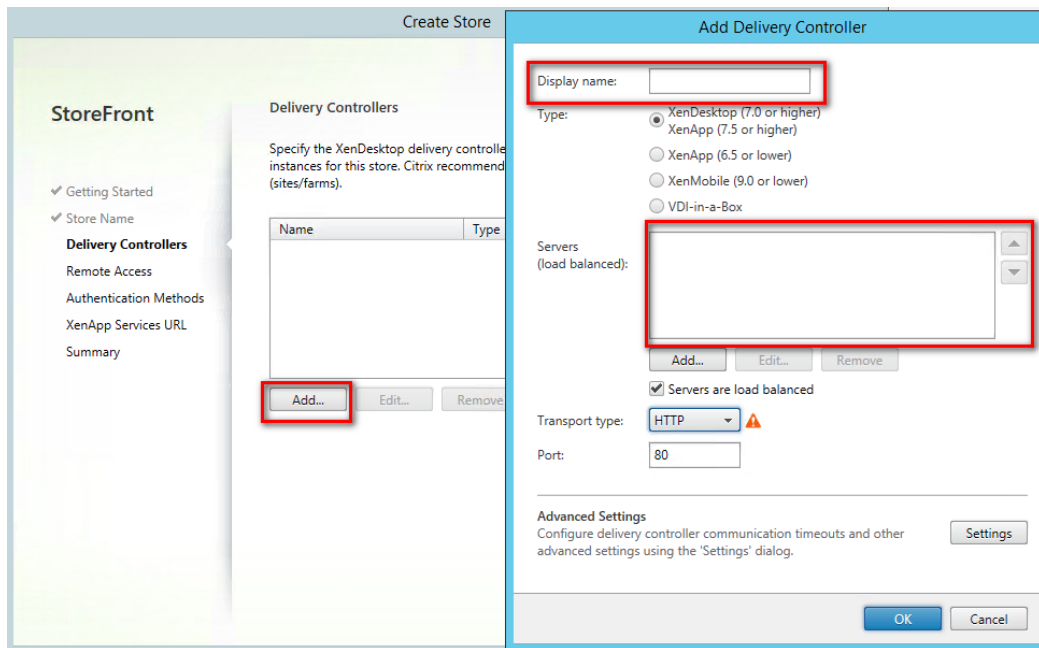 Create Store
StoreFront
✔ Getting Started
✔ Store Name
Delivery Controllers
Remote Access
Authentication Methods
XenApp Services URL
Summary
Delivery Controllers
Specify the XenDesktop delivery controlle
instances for this store. Citrix recommend
(sites/farms).
Name Type
Add... Edit... Remove
Add Delivery Controller
Display name:
Type:
XenDesktop (7.0 or higher)
XenApp (7.5 or higher)
XenApp (6.5 or lower)
XenMobile (9.0 or lower)
VDI-in-a-Box
Servers
(load balanced):
Add... Edit... Remove
Servers are load balanced
Transport type: HTTP
Port: 80
Advanced Settings
Configure delivery controller communication timeouts and other
advanced settings using the 'Settings' dialog.
Settings
OK Cancel